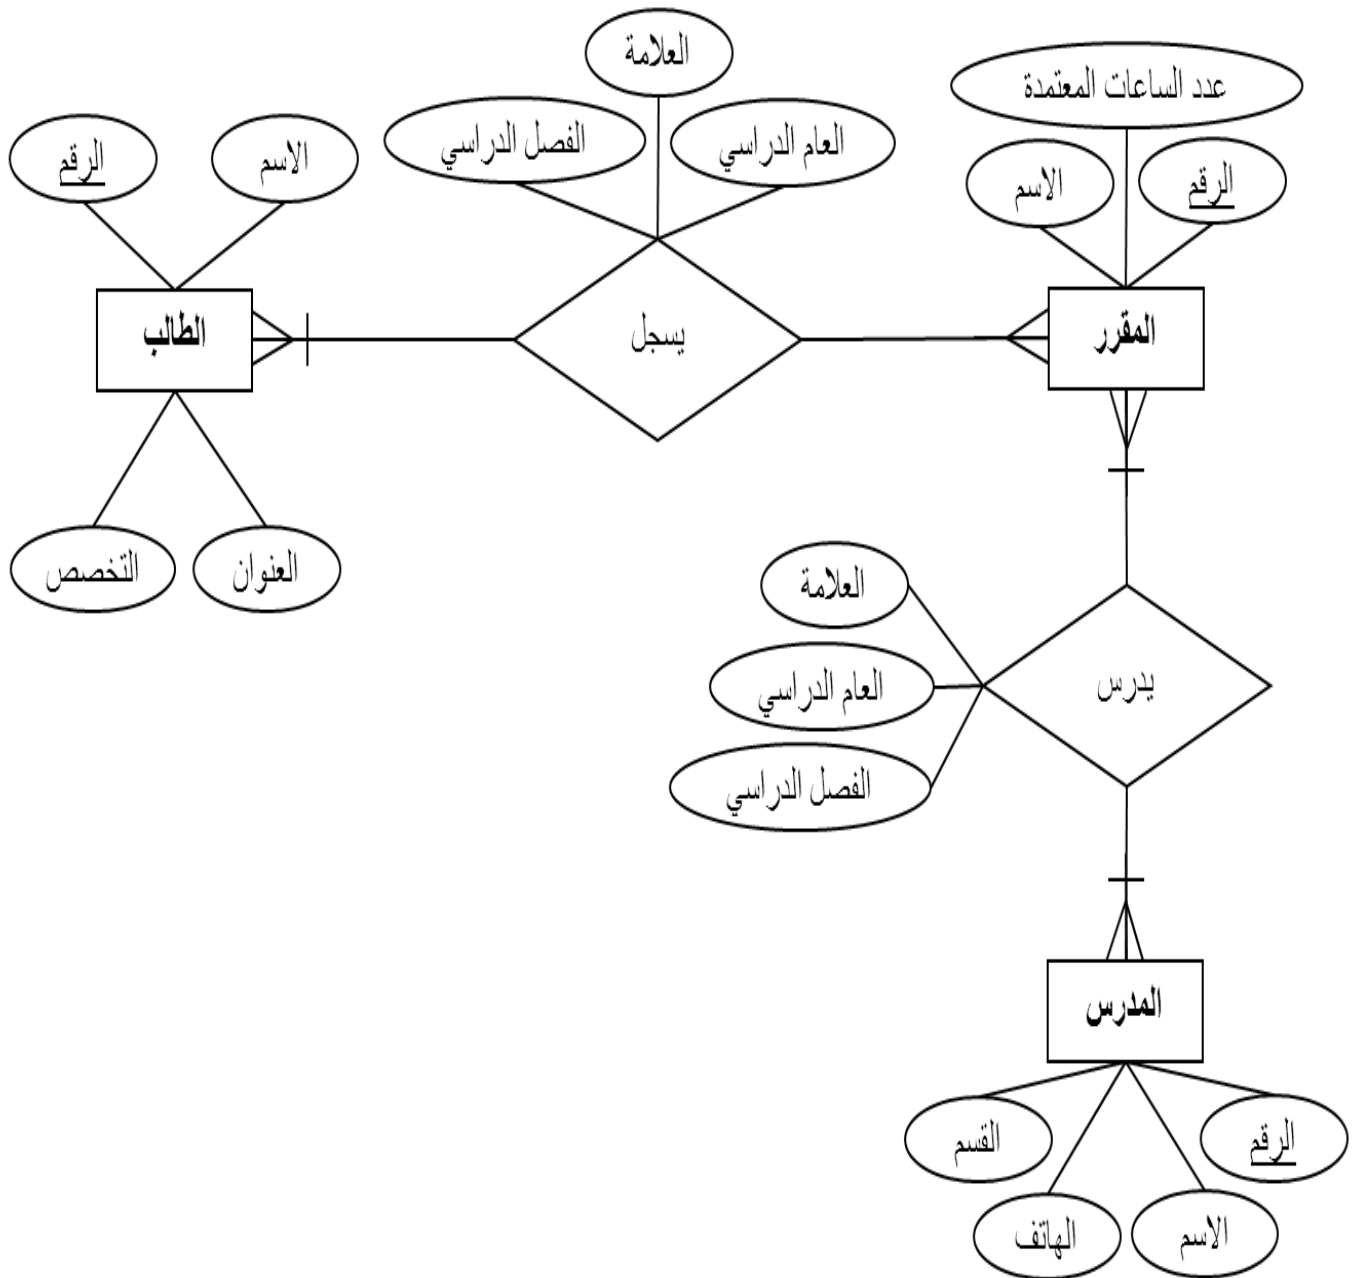 العلامة
عدد الساعات المعتمدة
العام الدراسي
الفصل الدراسي
الاسم
الرقم
الرقم
الاسم
المقرر
يسجل
الطالب
العنوان
التخصص
العلامة
يدرس
العام الدراسي
الفصل الدراسي
المدرس
الرقم
القسم
الاسم
الهاتف